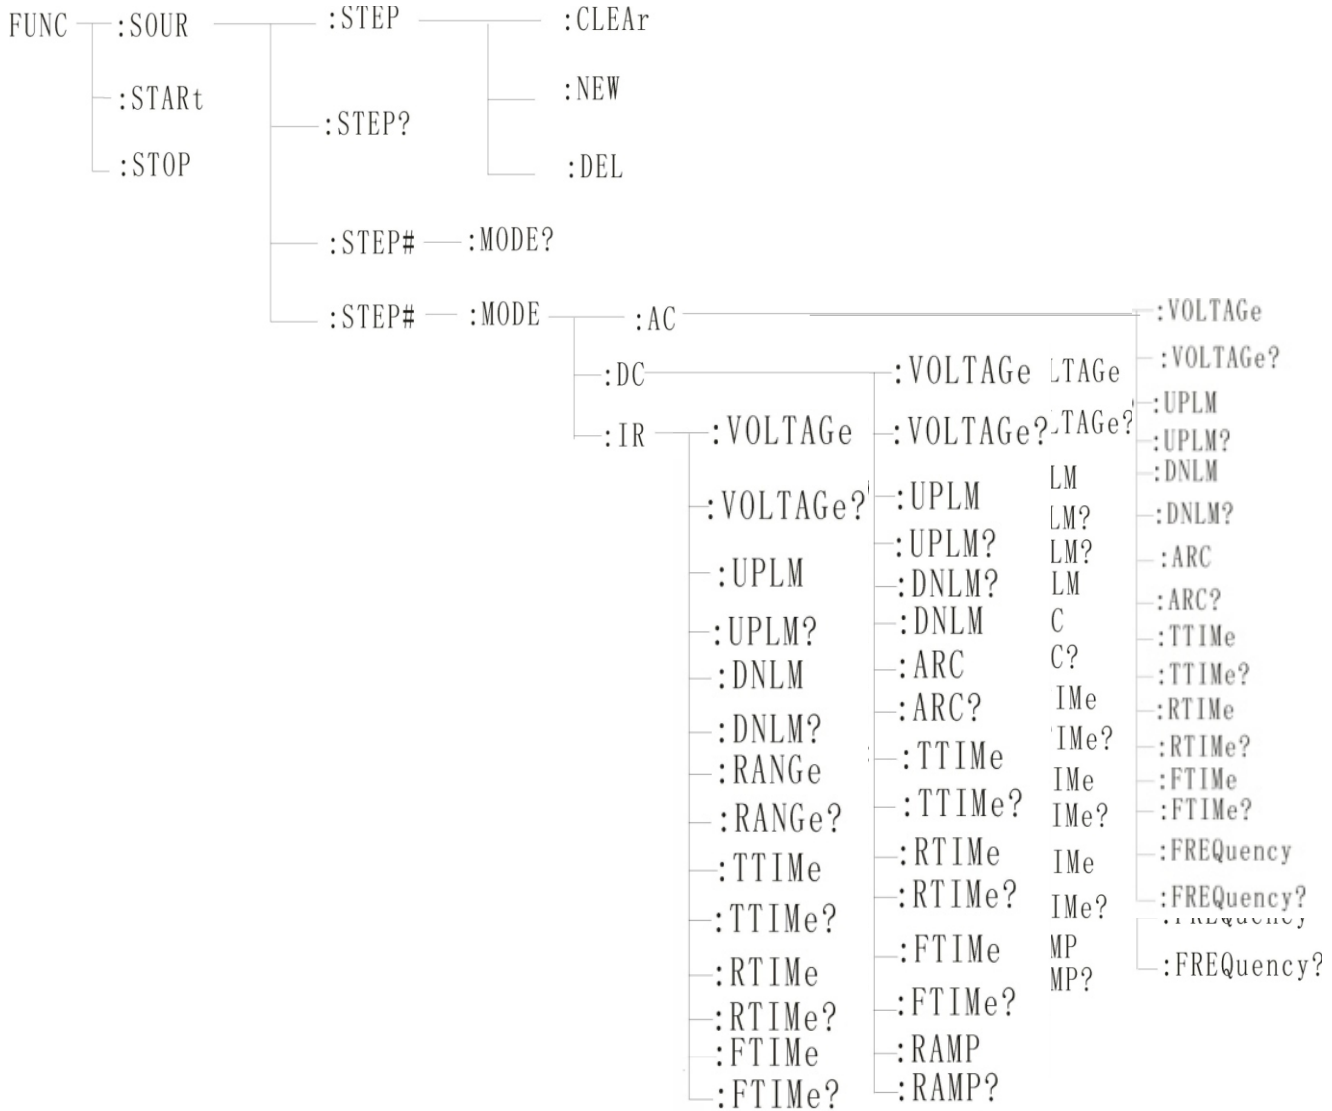 FUNC :SOUR :STEP :CLEAr
:NEW
:STARt
:STEP?
:STOP :DEL
:STEP# :MODE?
:STEP# :MODE :AC
:DC
:IR
:VOLTAGe
:VOLTAGe?
:UPLM
:UPLM?
:DNLM
:DNLM?
:RANGe
:RANGe?
:TTIMe
:TTIMe?
:RTIMe
:RTIMe?
:FTIMe
:FTIMe?
:VOLTAGe
:VOLTAGe?
:UPLM
:UPLM?
:DNLM?
:DNLM
:ARC
:ARC?
:TTIMe
:TTIMe?
:RTIMe
:RTIMe?
:FTIMe
:FTIMe?
:RAMP
:RAMP?
LTAGe
LTAGe?
LM
LM?
LM?
LM
C
C?
IMe
IMe?
IMe
IMe?
IMe
IMe?
MP
MP?
:VOLTAGe
:VOLTAGe?
:UPLM
:UPLM?
:DNLM
:DNLM?
:ARC
:ARC?
:TTIMe
:TTIMe?
:RTIMe
:RTIMe?
:FTIMe
:FTIMe?
:FREQuency
:FREQuency?
:FREQuency
:FREQuency?